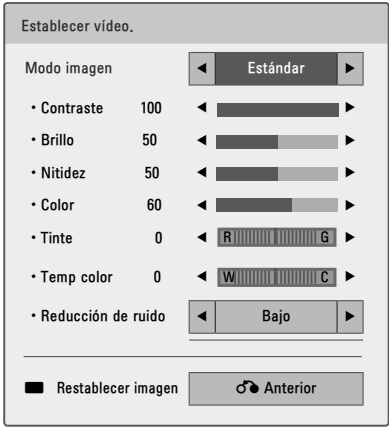 Establecer vídeo.
Modo imagen ◄ Estándar ►
• Contraste 100 ◄ ►
• Brillo 50 ◄ ►
• Nitidez 50 ◄ ►
• Color 60 ◄ ►
• Tinte 0 ◄ R G ►
• Temp color 0 ◄ W C ►
• Reducción de ruido ◄ Bajo ►
Restablecer imagen Anterior